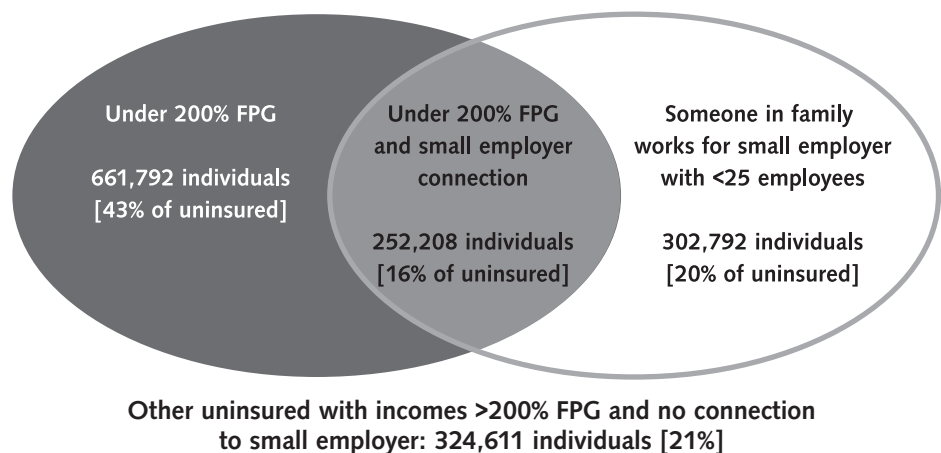 Under 200% FPG
661,792 individuals
[43% of uninsured]
Under 200% FPG
and small employer
connection
252,208 individuals
[16% of uninsured]
Someone in family
works for small employer
with <25 employees
302,792 individuals
[20% of uninsured]
Other uninsured with incomes >200% FPG and no connection
to small employer: 324,611 individuals [21%]